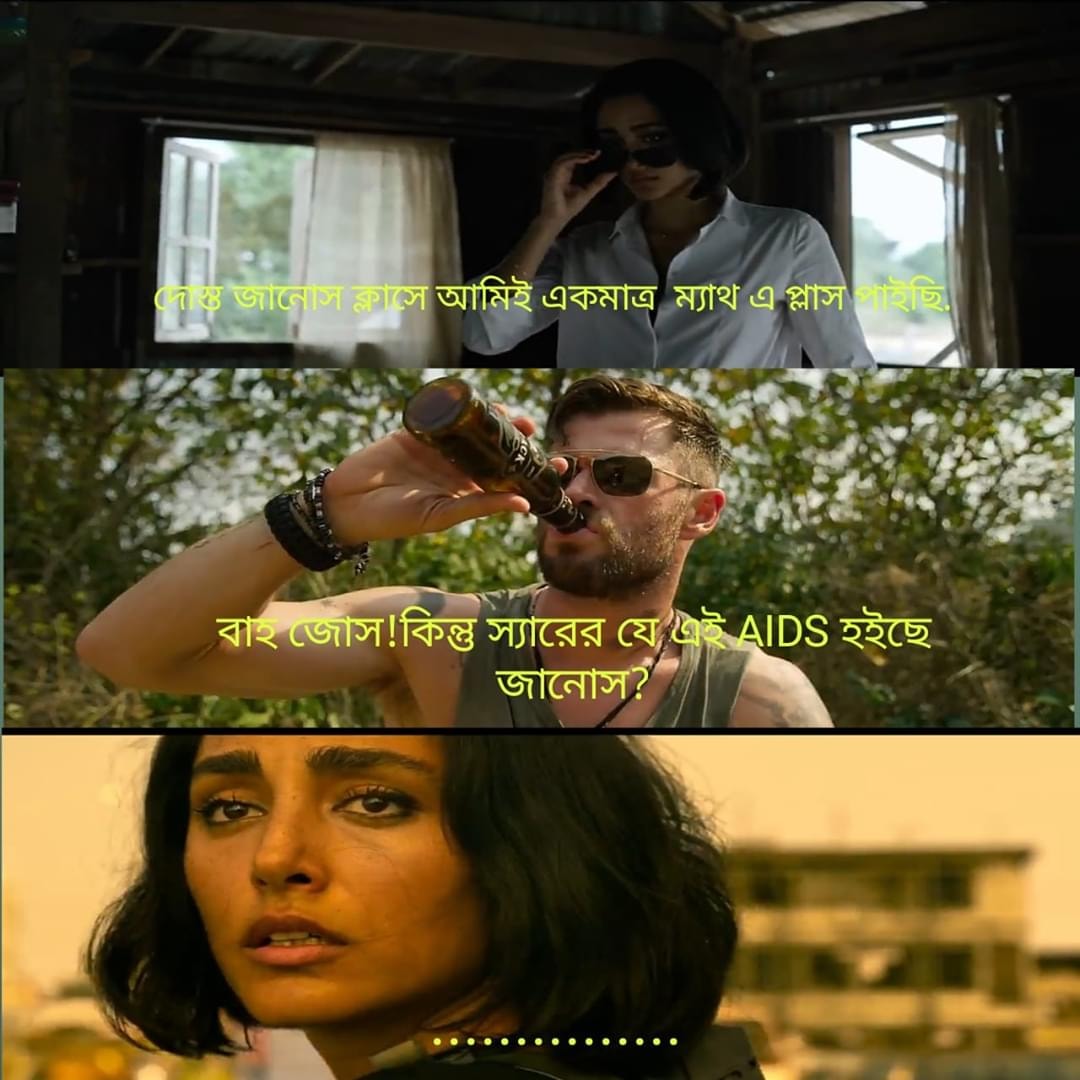 দোস্ত জানোস ক্লাসে আমিই একমাত্র ম্যাথ এ প্লাস পাইছি.
বাহ জোস!কিন্তু স্যারের যে এই AIDS হইছে
জানোস?
...............